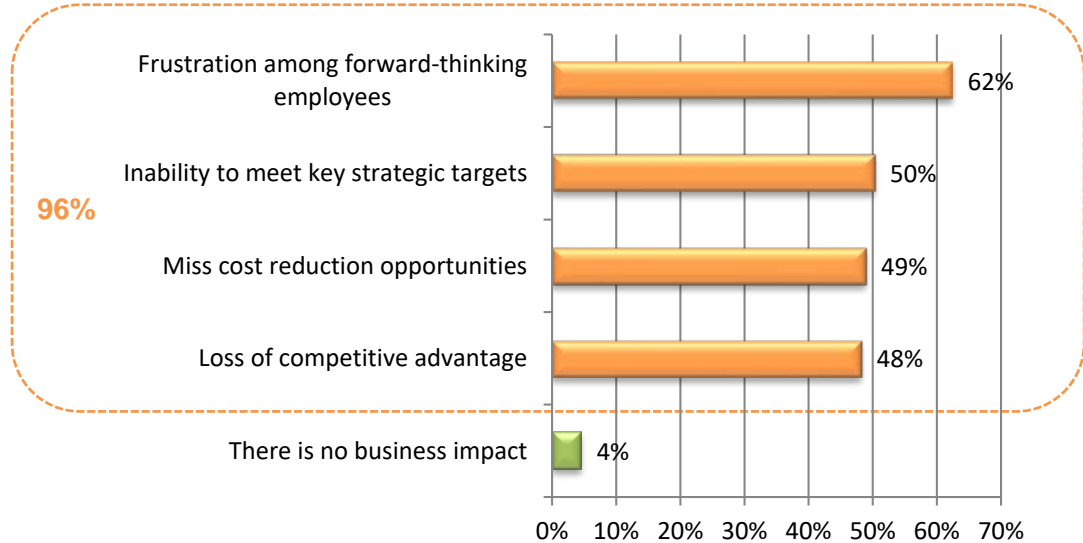 Frustration among forward-thinking
employees
62%
Inability to meet key strategic targets
50%
96%
Miss cost reduction opportunities
49%
Loss of competitive advantage
48%
There is no business impact
4%
0% 10% 20% 30% 40% 50% 60% 70%